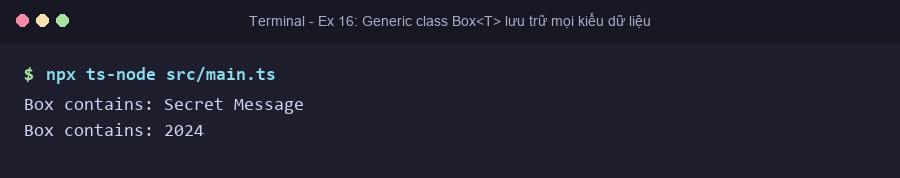 Terminal - Ex 16: Generic class Box<T> lưu trữ mọi kiểu dữ liệu
$ npx ts-node src/main.ts
Box contains: Secret Message
Box contains: 2024